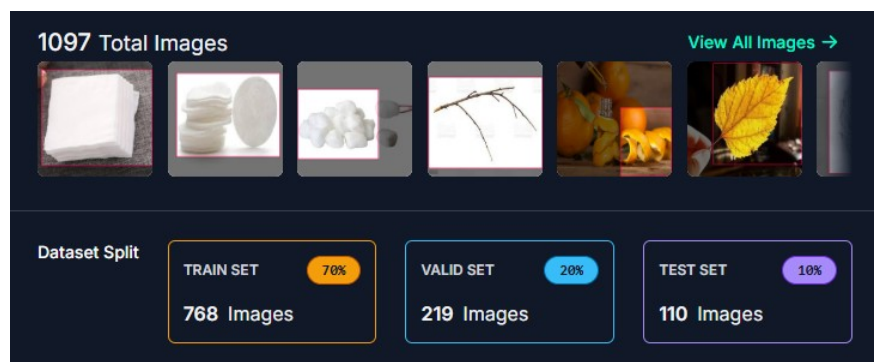 1097 Total Images
View All Images →
Dataset Split
TRAIN SET 70%
768 Images
VALID SET 20%
219 Images
TEST SET 10%
110 Images